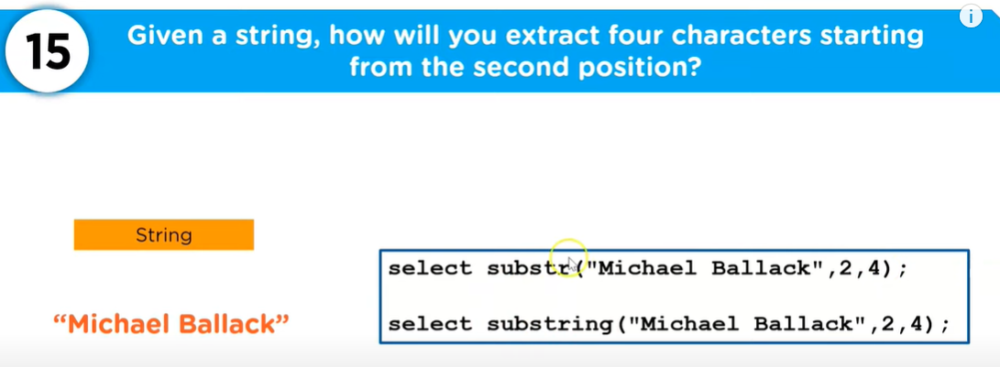 15
Given a string, how will you extract four characters starting
from the second position?
i
String
“Michael Ballack”
select substr("Michael Ballack",2,4);
select substring("Michael Ballack",2,4);